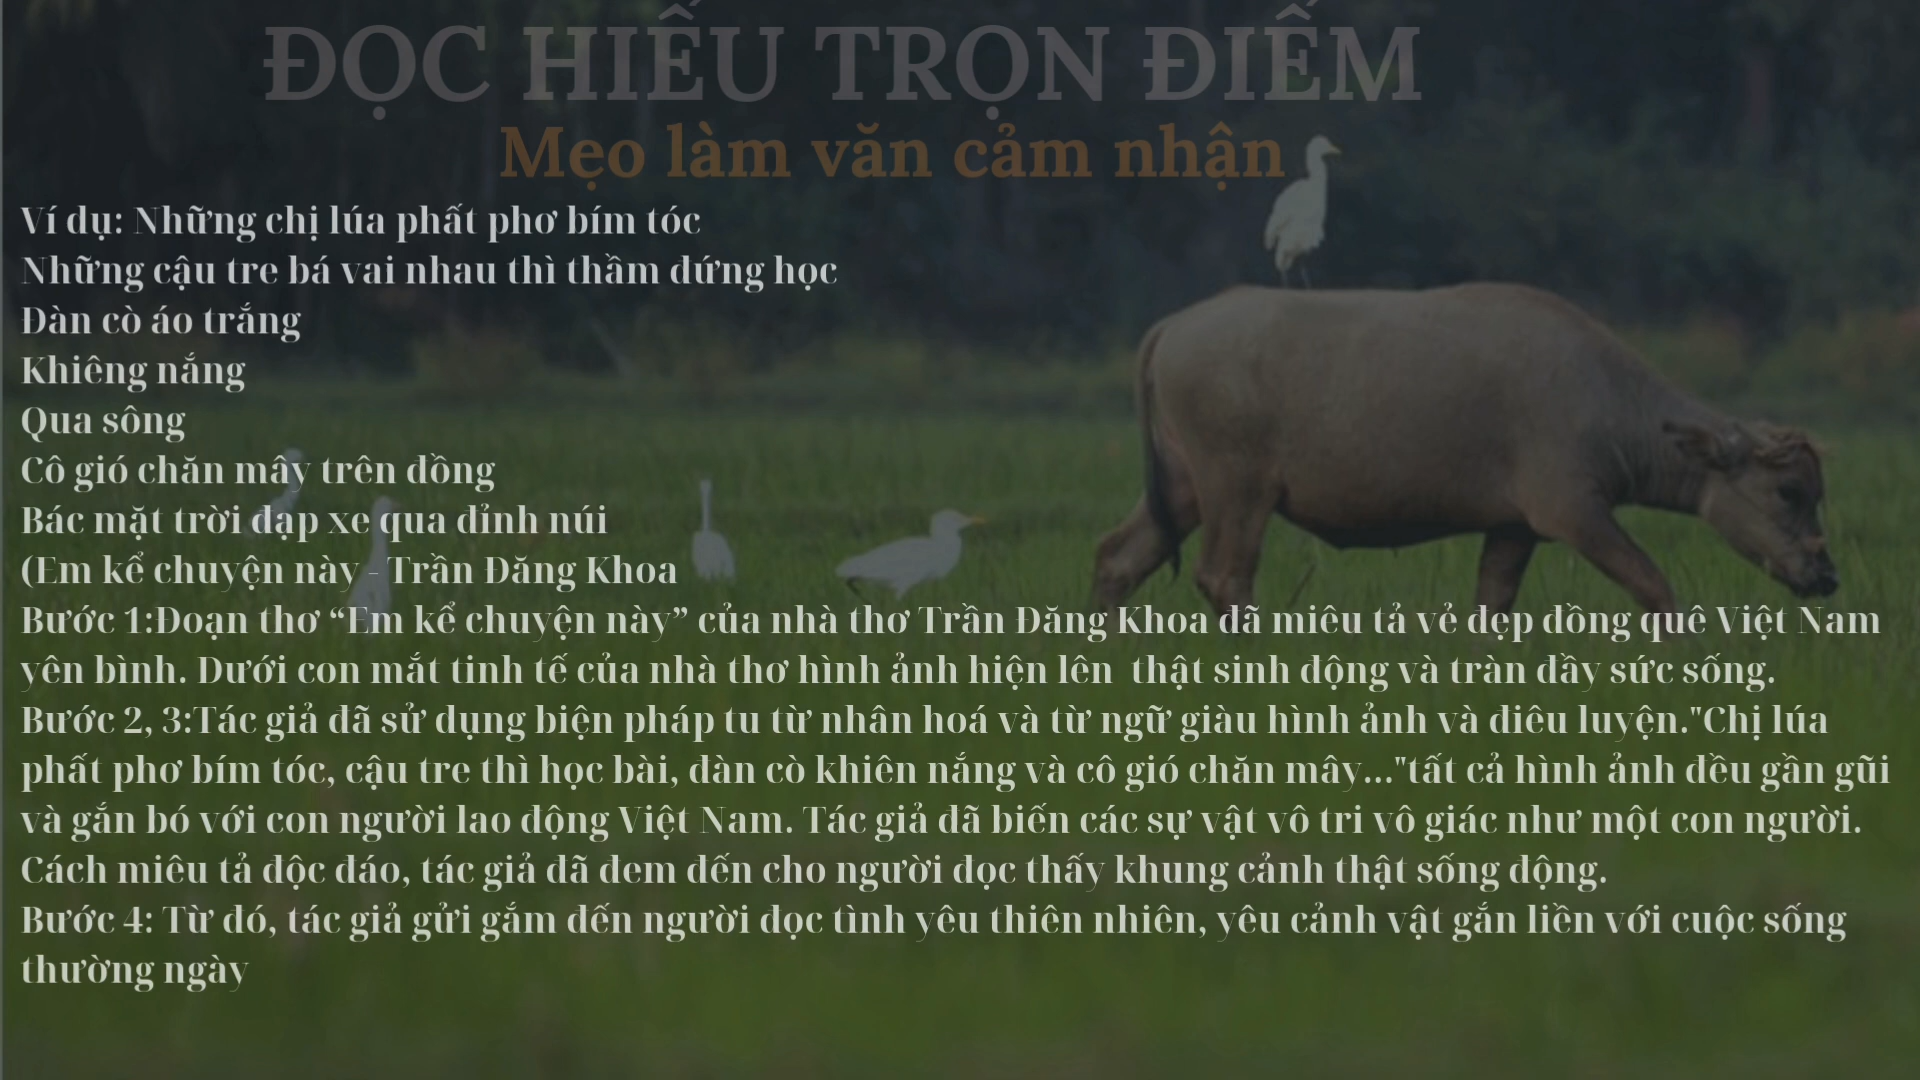 ĐỌC HIỂU TRỌN ĐIỂM
Mẹo làm văn cảm nhận
Ví dụ: Những chị lúa phất phơ bím tóc
Những cậu tre bá vai nhau thì thầm đứng học
Đàn cò áo trắng
Khiêng nắng
Qua sông
Cô gió chăn mây trên đồng
Bác mặt trời đạp xe qua đỉnh núi
(Em kể chuyện này - Trần Đăng Khoa
Bước 1:Đoạn thơ “Em kể chuyện này” của nhà thơ Trần Đăng Khoa đã miêu tả vẻ đẹp đồng quê Việt Nam
yên bình. Dưới con mắt tinh tế của nhà thơ hình ảnh hiện lên  thật sinh động và tràn đầy sức sống.
Bước 2, 3:Tác giả đã sử dụng biện pháp tu từ nhân hoá và từ ngữ giàu hình ảnh và diêu luyện."Chị lúa
phất phơ bím tóc, cậu tre thì học bài, đàn cò khiên nắng và cô gió chăn mây..."tất cả hình ảnh đều gần gũi
và gắn bó với con người lao động Việt Nam. Tác giả đã biến các sự vật vô tri vô giác như một con người.
Cách miêu tả độc đáo, tác giả đã đem đến cho người đọc thấy khung cảnh thật sống động.
Bước 4: Từ đó, tác giả gửi gắm đến người đọc tình yêu thiên nhiên, yêu cảnh vật gắn liền với cuộc sống
thường ngày